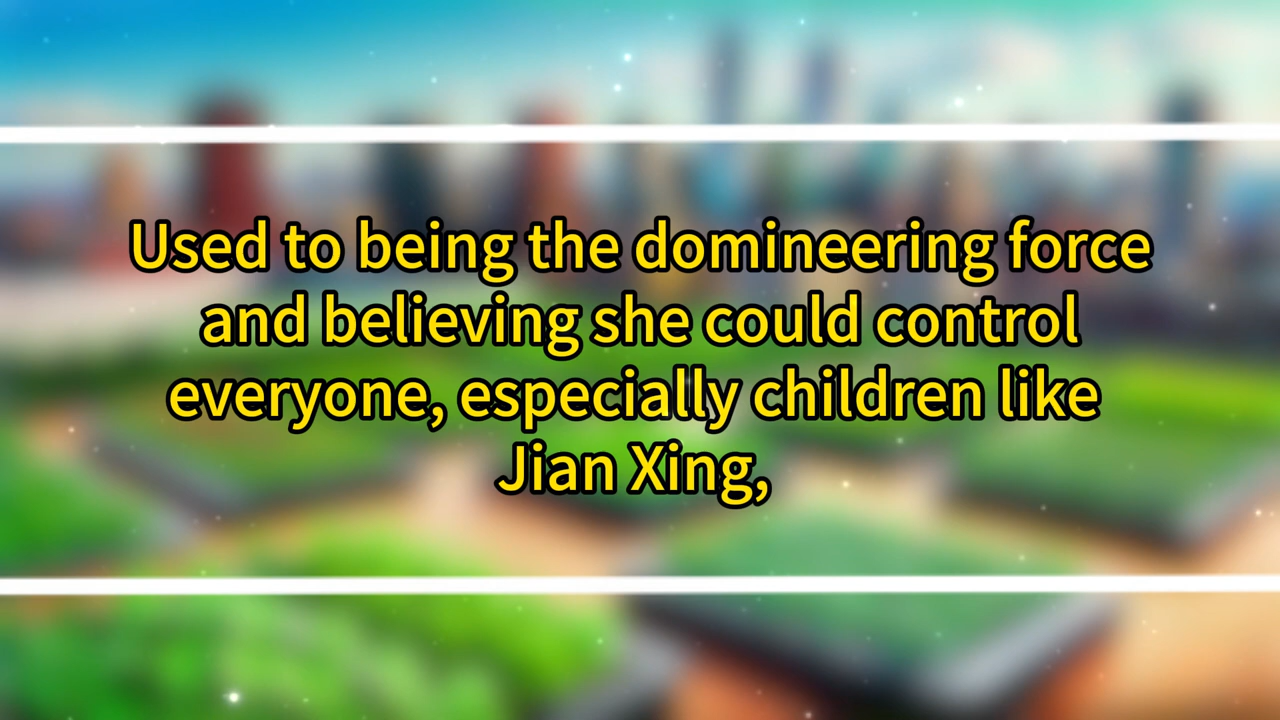 Used to being the domineering force
and believing she could control
everyone, especially children like
Jian Xing,